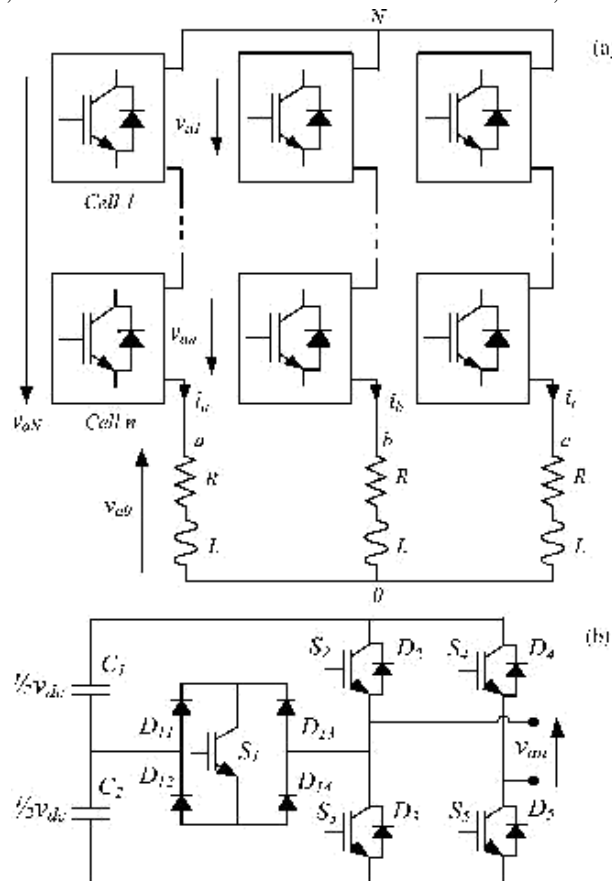 N
(a)
v_a1
Cell 1
v_an
v_aN
Cell n
i_a
i_b
i_c
a
b
c
R
R
R
v_a0
L
L
L
0
(b)
S_2
D_2
S_4
D_4
C_1
½v_dc
D_11
D_13
S_1
v_an
D_12
D_14
C_2
½v_dc
S_3
D_3
S_5
D_5